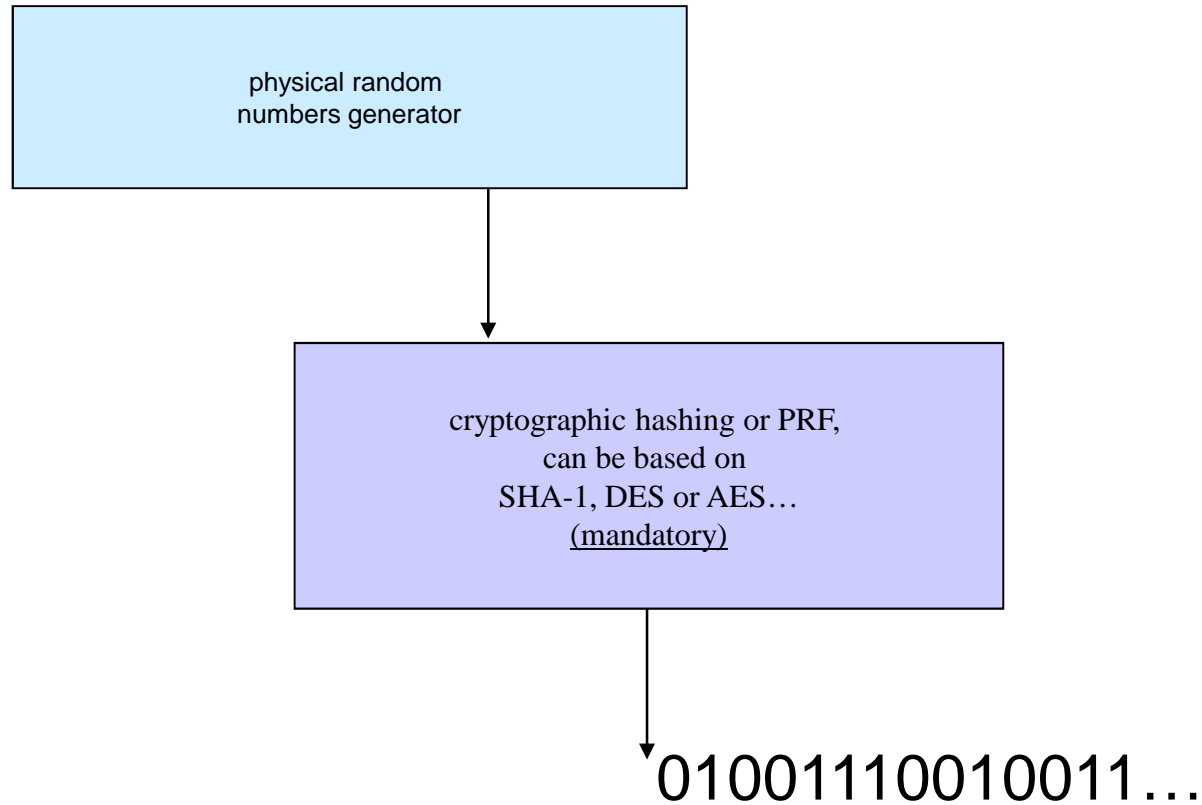 physical random
numbers generator
cryptographic hashing or PRF,
can be based on
SHA-1, DES or AES…
(mandatory)
01001110010011…